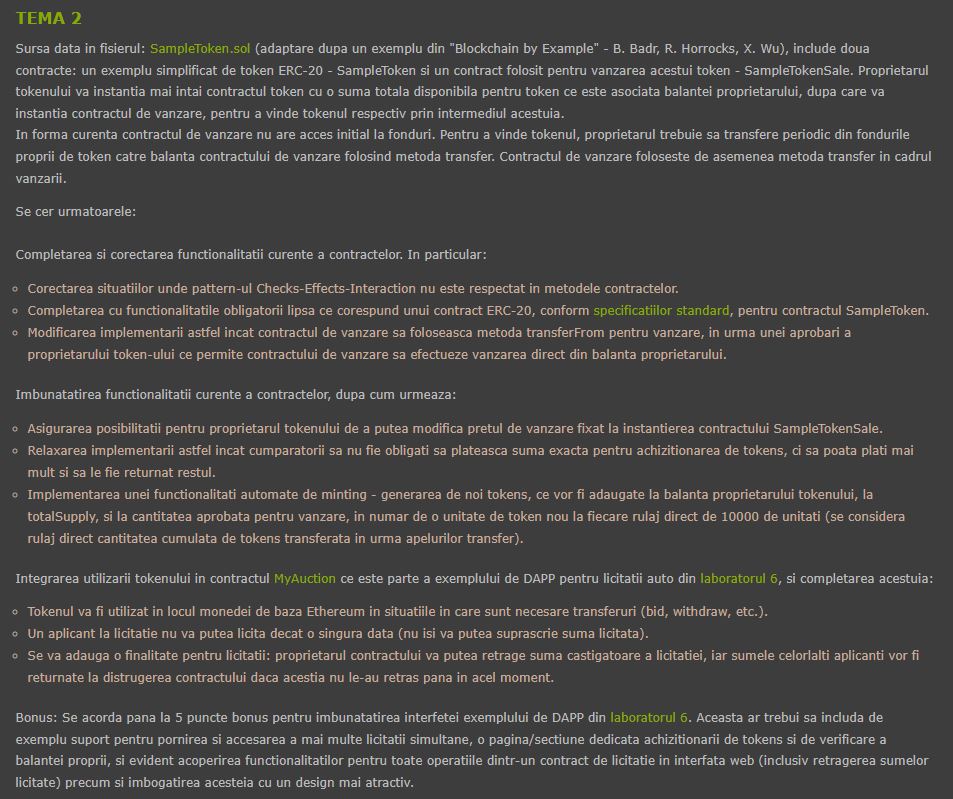 TEMA 2
Sursa data in fisierul: SampleToken.sol (adaptare dupa un exemplu din "Blockchain by Example" - B. Badr, R. Horrocks, X. Wu), include doua
contracte: un exemplu simplificat de token ERC-20 - SampleToken si un contract folosit pentru vanzarea acestui token - SampleTokenSale. Proprietarul
tokenului va instantia mai intai contractul token cu o suma totala disponibila pentru token ce este asociata balantei proprietarului, dupa care va
instantia contractul de vanzare, pentru a vinde tokenul respectiv prin intermediul acestuia.
In forma curenta contractul de vanzare nu are acces initial la fonduri. Pentru a vinde tokenul, proprietarul trebuie sa transfere periodic din fondurile
proprii de token catre balanta contractului de vanzare folosind metoda transfer. Contractul de vanzare foloseste de asemenea metoda transfer in cadrul
vanzarii.
Se cer urmatoarele:
Completarea si corectarea functionalitatii curente a contractelor. In particular:
Corectarea situatiilor unde pattern-ul Checks-Effects-Interaction nu este respectat in metodele contractelor.
Completarea cu functionalitatile obligatorii lipsa ce corespund unui contract ERC-20, conform specificatiilor standard, pentru contractul SampleToken.
Modificarea implementarii astfel incat contractul de vanzare sa foloseasca metoda transferFrom pentru vanzare, in urma unei aprobari a
proprietarului token-ului ce permite contractului de vanzare sa efectueze vanzarea direct din balanta proprietarului.
Imbunatatirea functionalitatii curente a contractelor, dupa cum urmeaza:
Asigurarea posibilitatii pentru proprietarul tokenului de a putea modifica pretul de vanzare fixat la instantierea contractului SampleTokenSale.
Relaxarea implementarii astfel incat cumparatorii sa nu fie obligati sa plateasca suma exacta pentru achizitionarea de tokens, ci sa poata plati mai
mult si sa le fie returnat restul.
Implementarea unei functionalitati automate de minting - generarea de noi tokens, ce vor fi adaugate la balanta proprietarului tokenului, la
totalSupply, si la cantitatea aprobata pentru vanzare, in numar de o unitate de token nou la fiecare rulaj direct de 10000 de unitati (se considera
rulaj direct cantitatea cumulata de tokens transferata in urma apelurilor transfer).
Integrarea utilizarii tokenului in contractul MyAuction ce este parte a exemplului de DAPP pentru licitatii auto din laboratorul 6, si completarea acestuia:
Tokenul va fi utilizat in locul monedei de baza Ethereum in situatiile in care sunt necesare transferuri (bid, withdraw, etc.).
Un aplicant la licitatie nu va putea licita decat o singura data (nu isi va putea suprascrie suma licitata).
Se va adauga o finalitate pentru licitatii: proprietarul contractului va putea retrage suma castigatoare a licitatiei, iar sumele celorlalti aplicanti vor fi
returnate la distrugerea contractului daca acestia nu le-au retras pana in acel moment.
Bonus: Se acorda pana la 5 puncte bonus pentru imbunatatirea interfetei exemplului de DAPP din laboratorul 6. Aceasta ar trebui sa includa de
exemplu suport pentru pornirea si accesarea a mai multe licitatii simultane, o pagina/sectiune dedicata achizitionarii de tokens si de verificare a
balantei proprii, si evident acoperirea functionalitatilor pentru toate operatiile dintr-un contract de licitatie in interfata web (inclusiv retragerea sumelor
licitate) precum si imbogatirea acesteia cu un design mai atractiv.